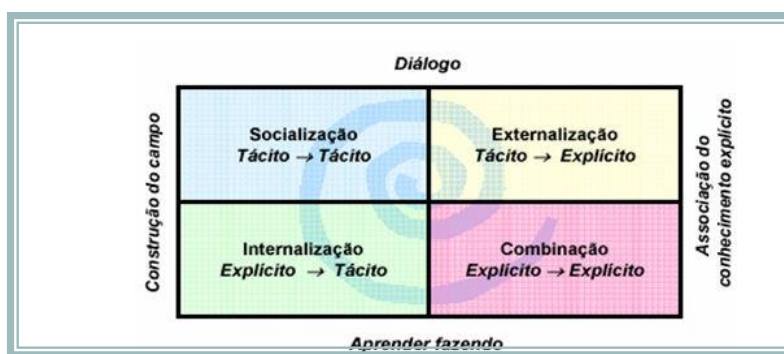 Diálogo
Construção do campo
Socialização
Tácito → Tácito
Externalização
Tácito → Explícito
Associação do
conhecimento explícito
Internalização
Explícito → Tácito
Combinação
Explícito → Explícito
Aprender fazendo